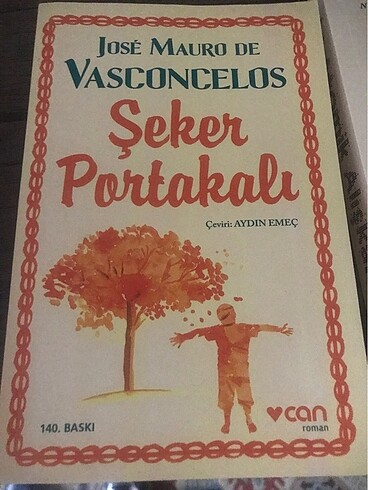 JOSÉ MAURO DE
VASCONCELOS
Şeker
Portakalı
Çeviri: AYDIN EMEÇ
140. BASKI
can
roman